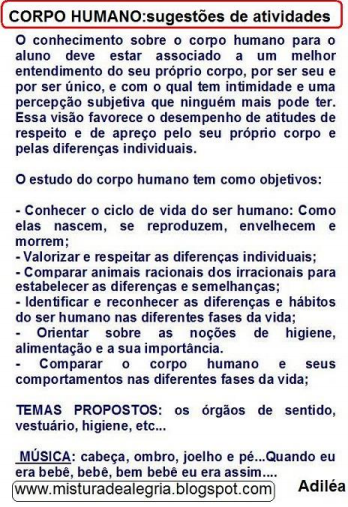 CORPO HUMANO:sugestões de atividades
O conhecimento sobre o corpo humano para o
aluno deve estar associado a um melhor
entendimento do seu próprio corpo, por ser seu e
por ser único, e com o qual tem intimidade e uma
percepção subjetiva que ninguém mais pode ter.
Essa visão favorece o desempenho de atitudes de
respeito e de apreço pelo seu próprio corpo e
pelas diferenças individuais.
O estudo do corpo humano tem como objetivos:
- Conhecer o ciclo de vida do ser humano: Como
elas nascem, se reproduzem, envelhecem e
morrem;
- Valorizar e respeitar as diferenças individuais;
- Comparar animais racionais dos irracionais para
estabelecer as diferenças e semelhanças;
- Identificar e reconhecer as diferenças e hábitos
do ser humano nas diferentes fases da vida;
- Orientar sobre as noções de higiene,
alimentação e a sua importância.
- Comparar o corpo humano e seus
comportamentos nas diferentes fases da vida;
TEMAS PROPOSTOS: os órgãos de sentido,
vestuário, higiene, etc...
MÚSICA: cabeça, ombro, joelho e pé...Quando eu
era bebê, bebê, bem bebê eu era assim....
www.misturadealegria.blogspot.com Adiléa